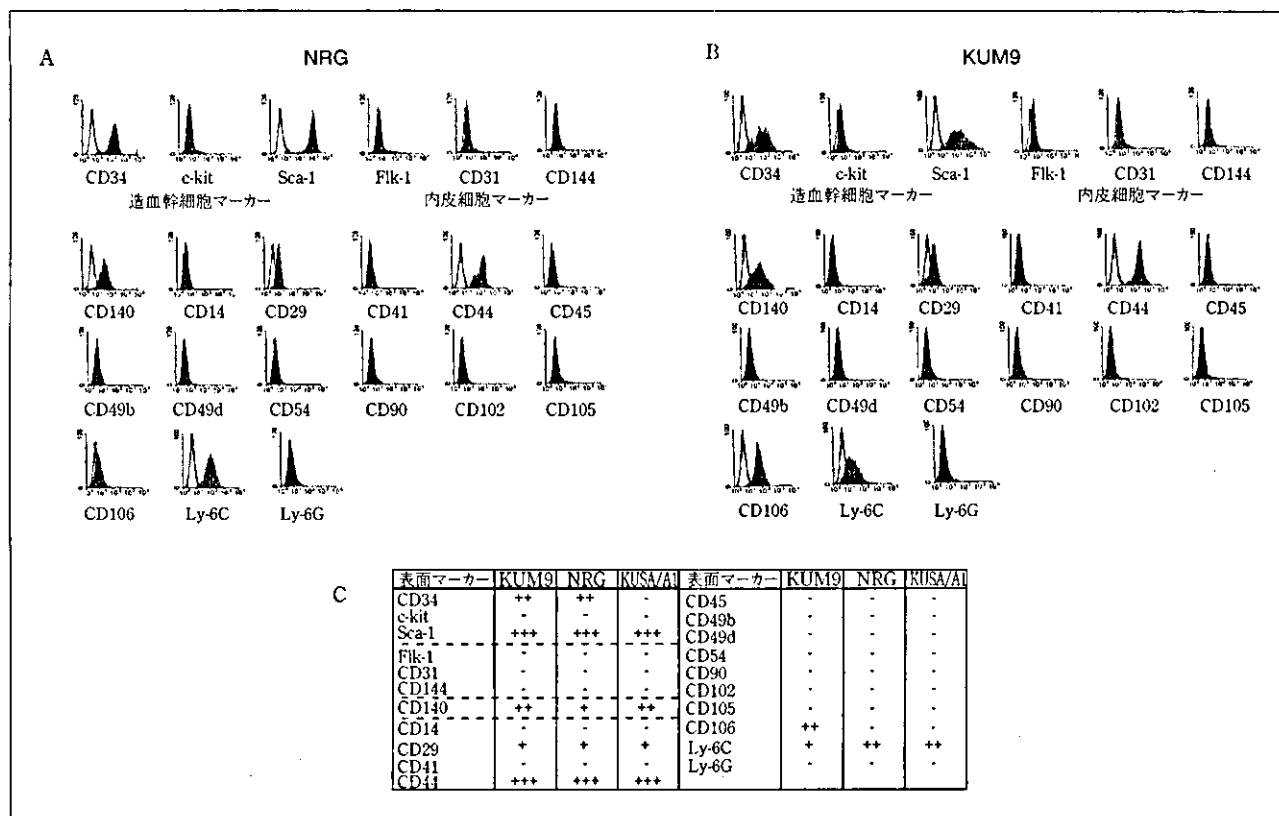 A
NRG
CD34 c-kit Sca-1 Flk-1 CD31 CD144
造血幹細胞マーカー 内皮細胞マーカー
CD140 CD14 CD29 CD41 CD44 CD45
CD49b CD49d CD54 CD90 CD102 CD105
CD106 Ly-6C Ly-6G
B
KUM9
CD34 c-kit Sca-1 Flk-1 CD31 CD144
造血幹細胞マーカー 内皮細胞マーカー
CD140 CD14 CD29 CD41 CD44 CD45
CD49b CD49d CD54 CD90 CD102 CD105
CD106 Ly-6C Ly-6G
C
表面マーカー KUM9 NRG KUSA/A1 表面マーカー KUM9 NRG KUSA/A1
CD34 ++ ++ - CD45 - - -
c-kit - - - CD49b - - -
Sca-1 +++ +++ +++ CD49d - - -
Flk-1 - - - CD54 - - -
CD31 - - - CD90 - - -
CD144 - - - CD102 - - -
CD140 ++ + ++ CD105 - - -
CD14 - - - CD106 ++ - -
CD29 + + + Ly-6C + ++ ++
CD41 - - - Ly-6G - - -
CD44 +++ +++ +++